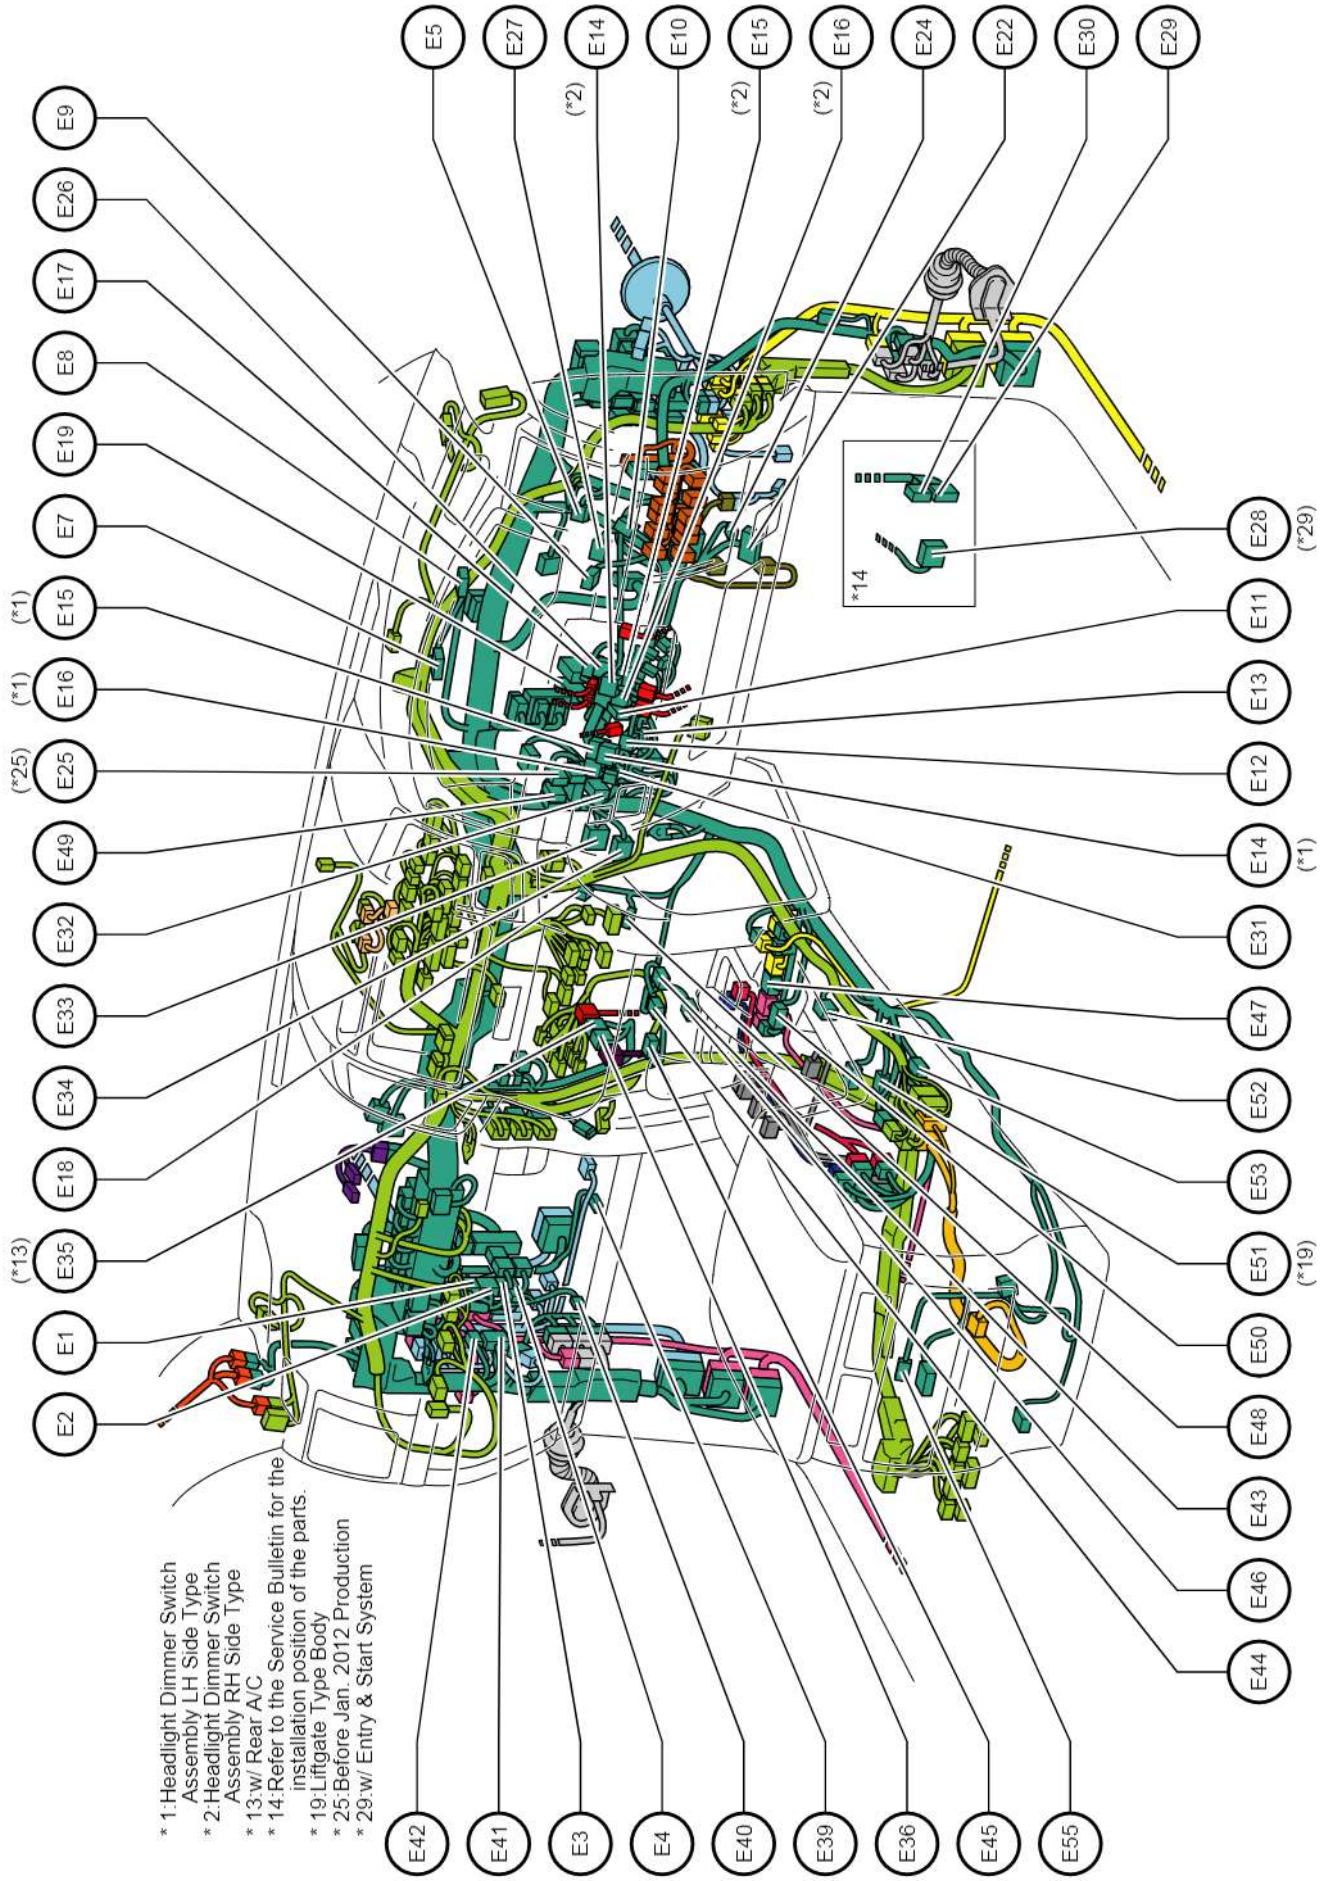 (*13)
(*25)
(*1)
(*1)
E2
E1
E35
E18
E34
E33
E32
E49
E25
E16
E15
E7
E19
E8
E17
E26
E9
* 1:Headlight Dimmer Switch
Assembly LH Side Type
* 2:Headlight Dimmer Switch
Assembly RH Side Type
* 13:w/ Rear A/C
* 14:Refer to the Service Bulletin for the
installation position of the parts.
* 19:Liftgate Type Body
* 25:Before Jan. 2012 Production
* 29:w/ Entry & Start System
E42
E41
E3
E4
E40
E39
E36
E45
E55
E5
E27
(*2) E14
E10
(*2) E15
(*2) E16
E24
E22
E30
E29
*14
E44
E46
E43
E48
E50
E51
E53
E52
E47
E31
E14
E12
E13
E11
E28
(*19)
(*1)
(*29)